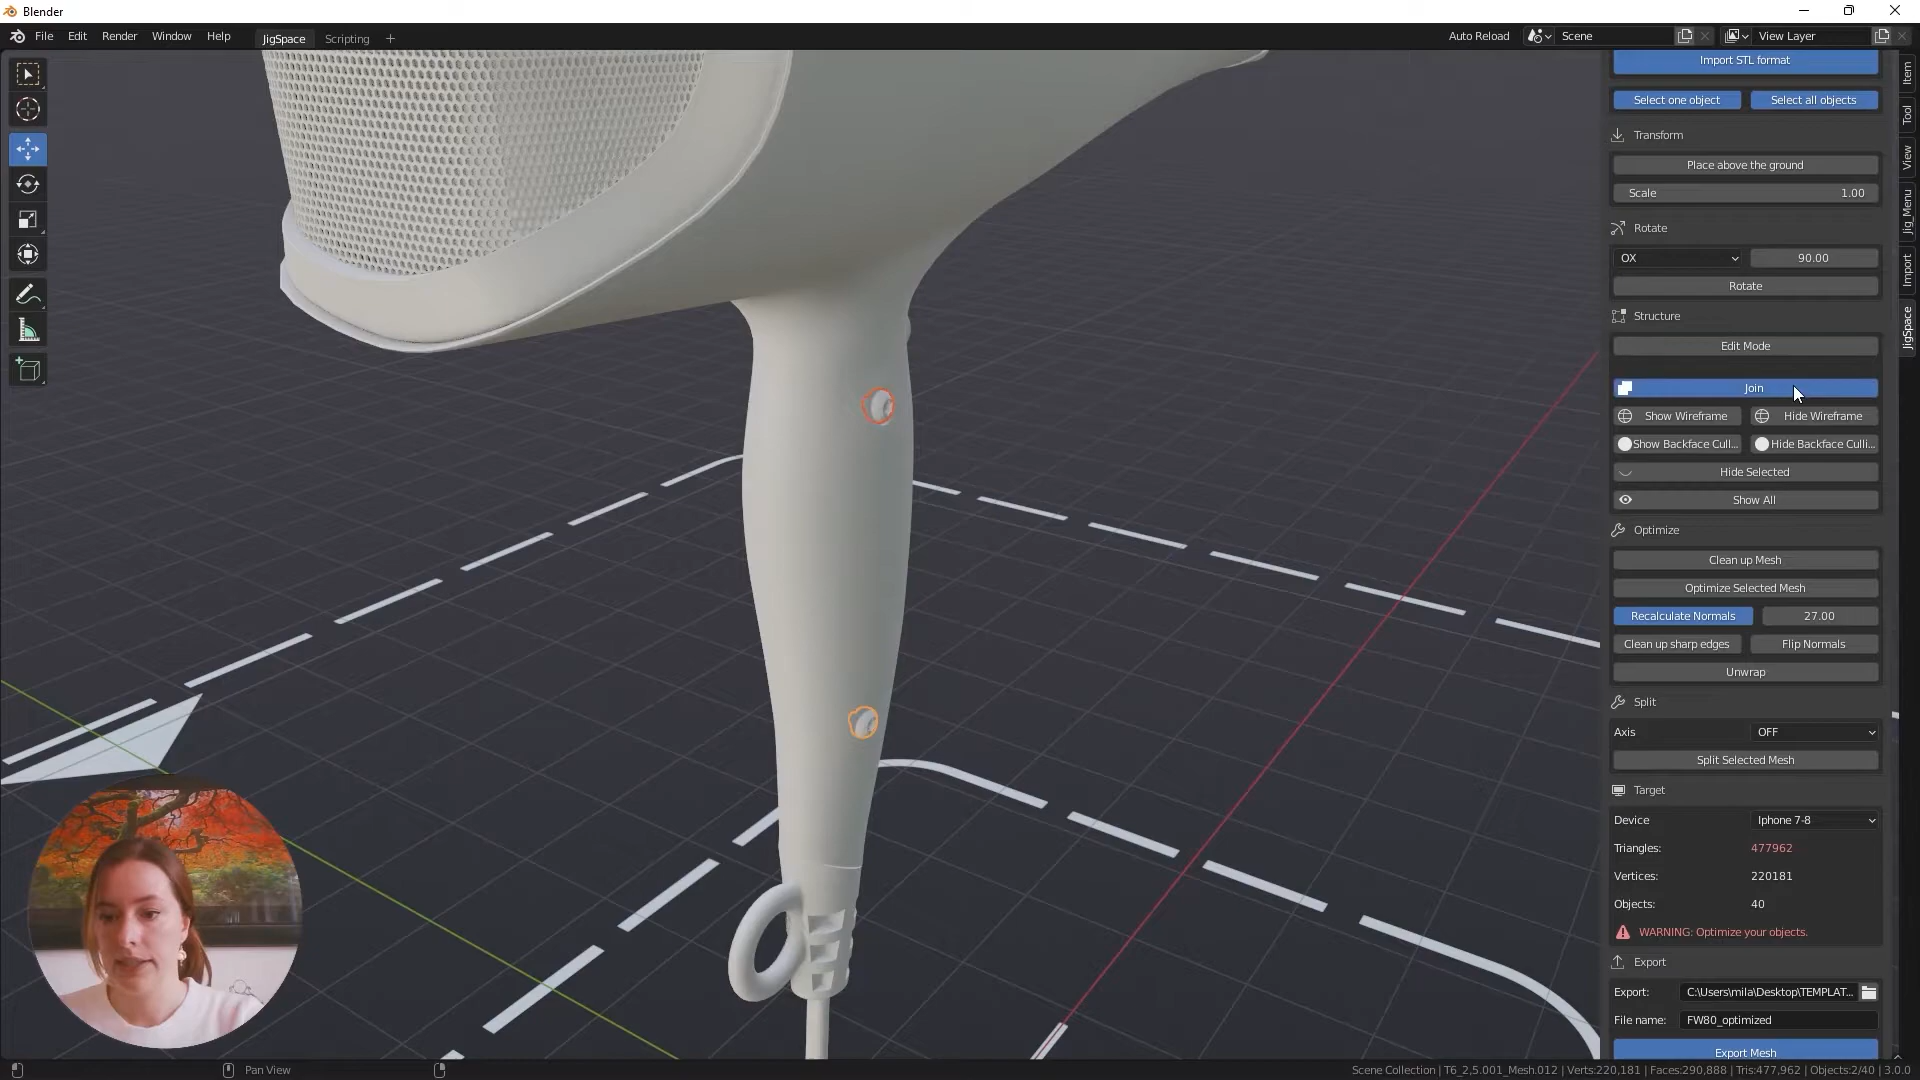 Blender
File Edit Render Window Help JigSpace Scripting + Auto Reload Scene View Layer
Import STL format
Select one object Select all objects
Transform
Place above the ground
Scale 1.00
Rotate
OX 90.00
Rotate
Structure
Edit Mode
Join
Show Wireframe Hide Wireframe
Show Backface Cull... Hide Backface Culli...
Hide Selected
Show All
Optimize
Clean up Mesh
Optimize Selected Mesh
Recalculate Normals 27.00
Clean up sharp edges Flip Normals
Unwrap
Split
Axis OFF
Split Selected Mesh
Target
Device Iphone 7-8
Triangles: 477962
Vertices: 220181
Objects: 40
WARNING: Optimize your objects.
Export
Export: C:\Users\mila\Desktop\TEMPLAT...
File name: FW80_optimized
Export Mesh
Item
Tool
View
Jig_Menu
Import
JigSpace
Pan View
Scene Collection | T6_2,5.001_Mesh.012 | Verts:220,181 | Faces:290,888 | Tris:477,962 | Objects:2/40 | 3.0.0